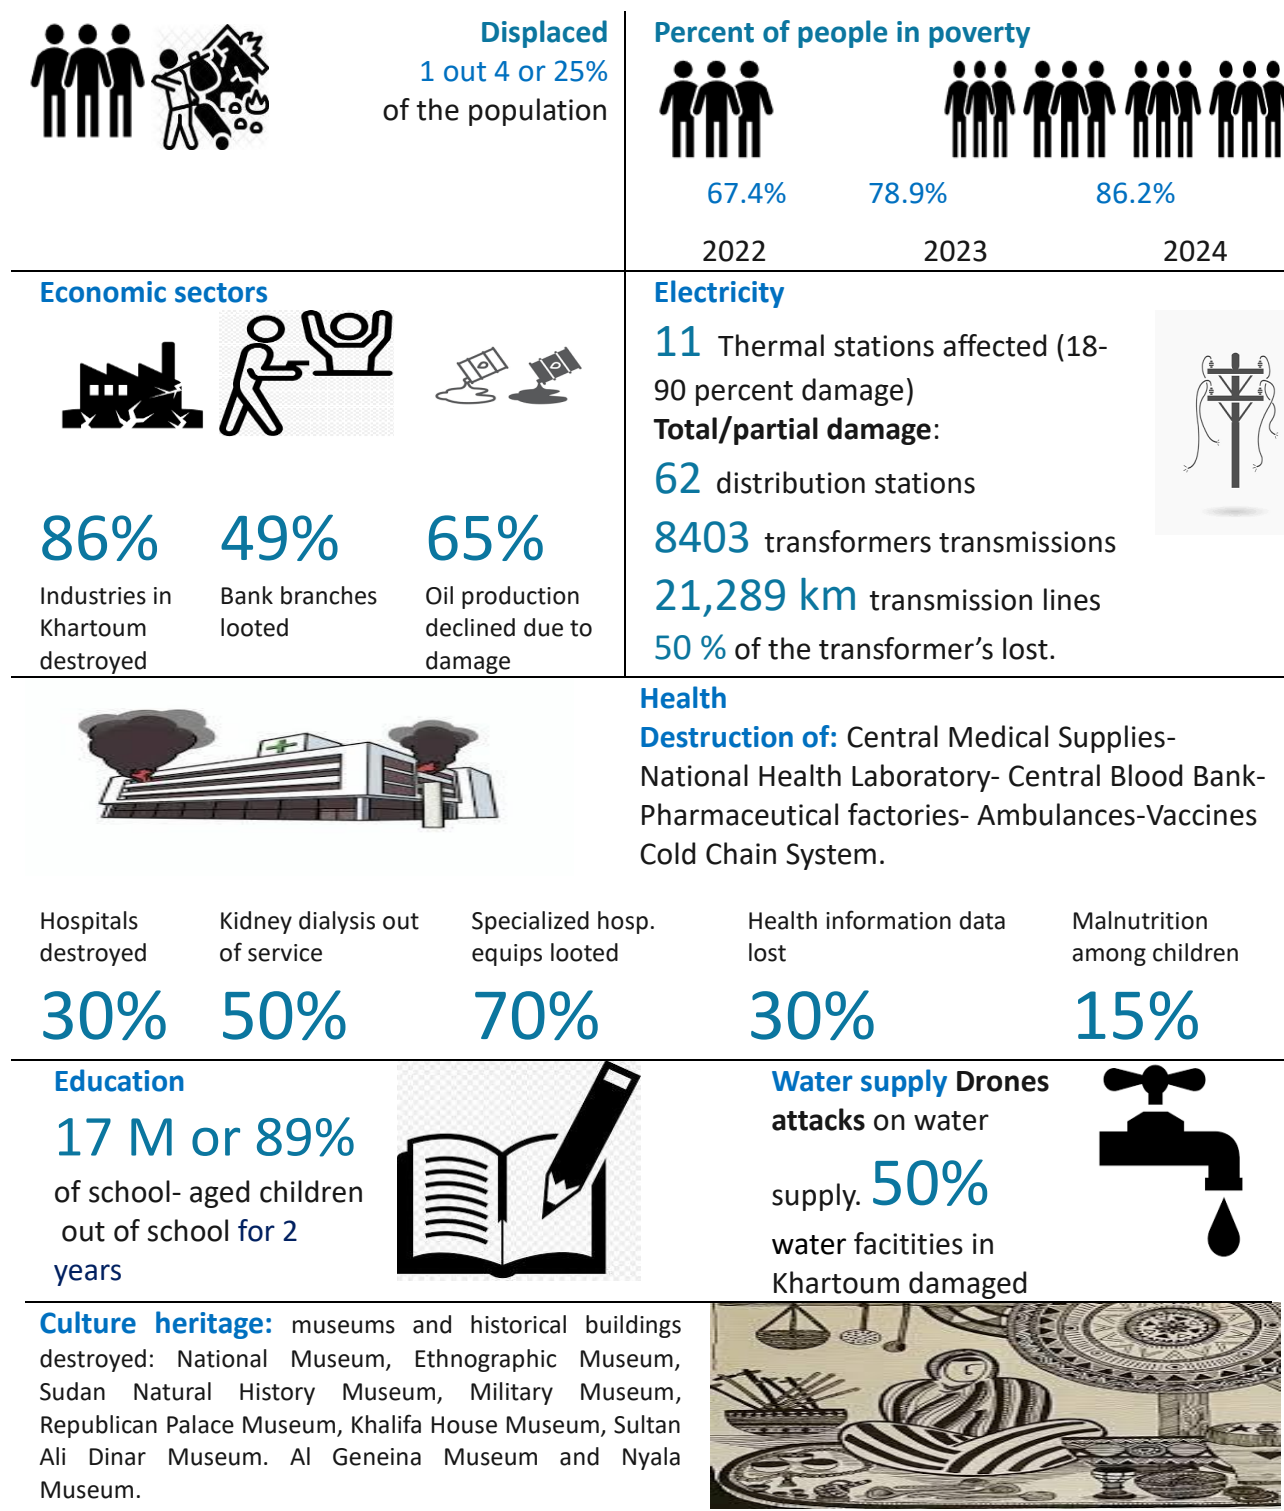 Displaced
1 out 4 or 25%
of the population
Percent of people in poverty
67.4% 78.9% 86.2%
2022 2023 2024
Economic sectors
86%
Industries in
Khartoum
destroyed
49%
Bank branches
looted
65%
Oil production
declined due to
damage
Electricity
11 Thermal stations affected (18-
90 percent damage)
Total/partial damage:
62 distribution stations
8403 transformers transmissions
21,289 km transmission lines
50 % of the transformer’s lost.
Health
Destruction of: Central Medical Supplies-
National Health Laboratory- Central Blood Bank-
Pharmaceutical factories- Ambulances-Vaccines
Cold Chain System.
Hospitals
destroyed
30%
Kidney dialysis out
of service
50%
Specialized hosp.
equips looted
70%
Health information data
lost
30%
Malnutrition
among children
15%
Education
17 M or 89%
of school- aged children
out of school for 2
years
Water supply Drones
attacks on water
supply. 50%
water facitities in
Khartoum damaged
Culture heritage: museums and historical buildings
destroyed: National Museum, Ethnographic Museum,
Sudan Natural History Museum, Military Museum,
Republican Palace Museum, Khalifa House Museum, Sultan
Ali Dinar Museum. Al Geneina Museum and Nyala
Museum.